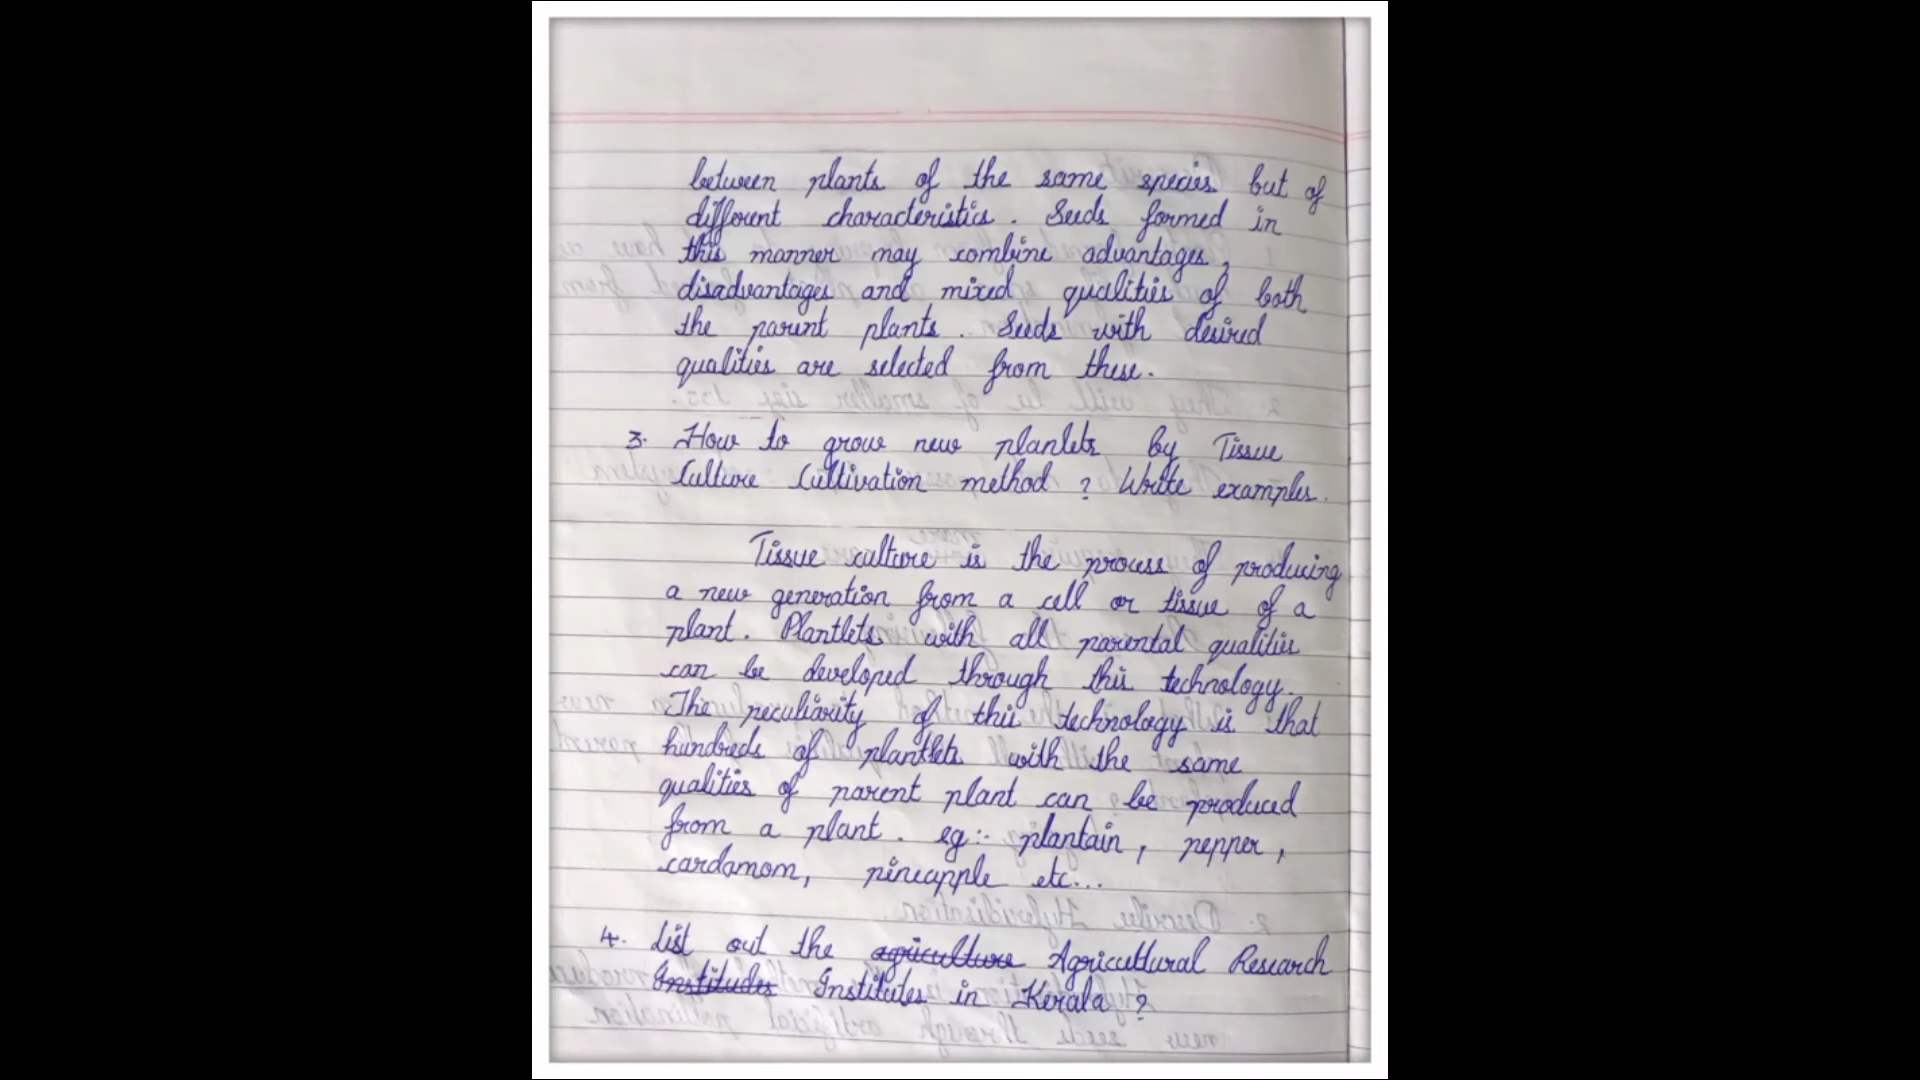 between plants of the same species but of
different characteristics. Seeds formed in
this manner may combine advantages,
disadvantages and mixed qualities of both
the parent plants. Seeds with desired
qualities are selected from these.
3. How to grow new planlets by Tissue
Culture Cultivation method? Write examples.
Tissue culture is the process of producing
a new generation from a cell or tissue of a
plant. Plantlets with all parental qualities
can be developed through this technology.
The peculiarity of this technology is that
hundreds of plantlets with the same
qualities of parent plant can be produced
from a plant. eg:- plantain, pepper,
cardamom, pineapple etc...
4. List out the agriculture Agricultural Research
Institudes Institutes in Kerala?